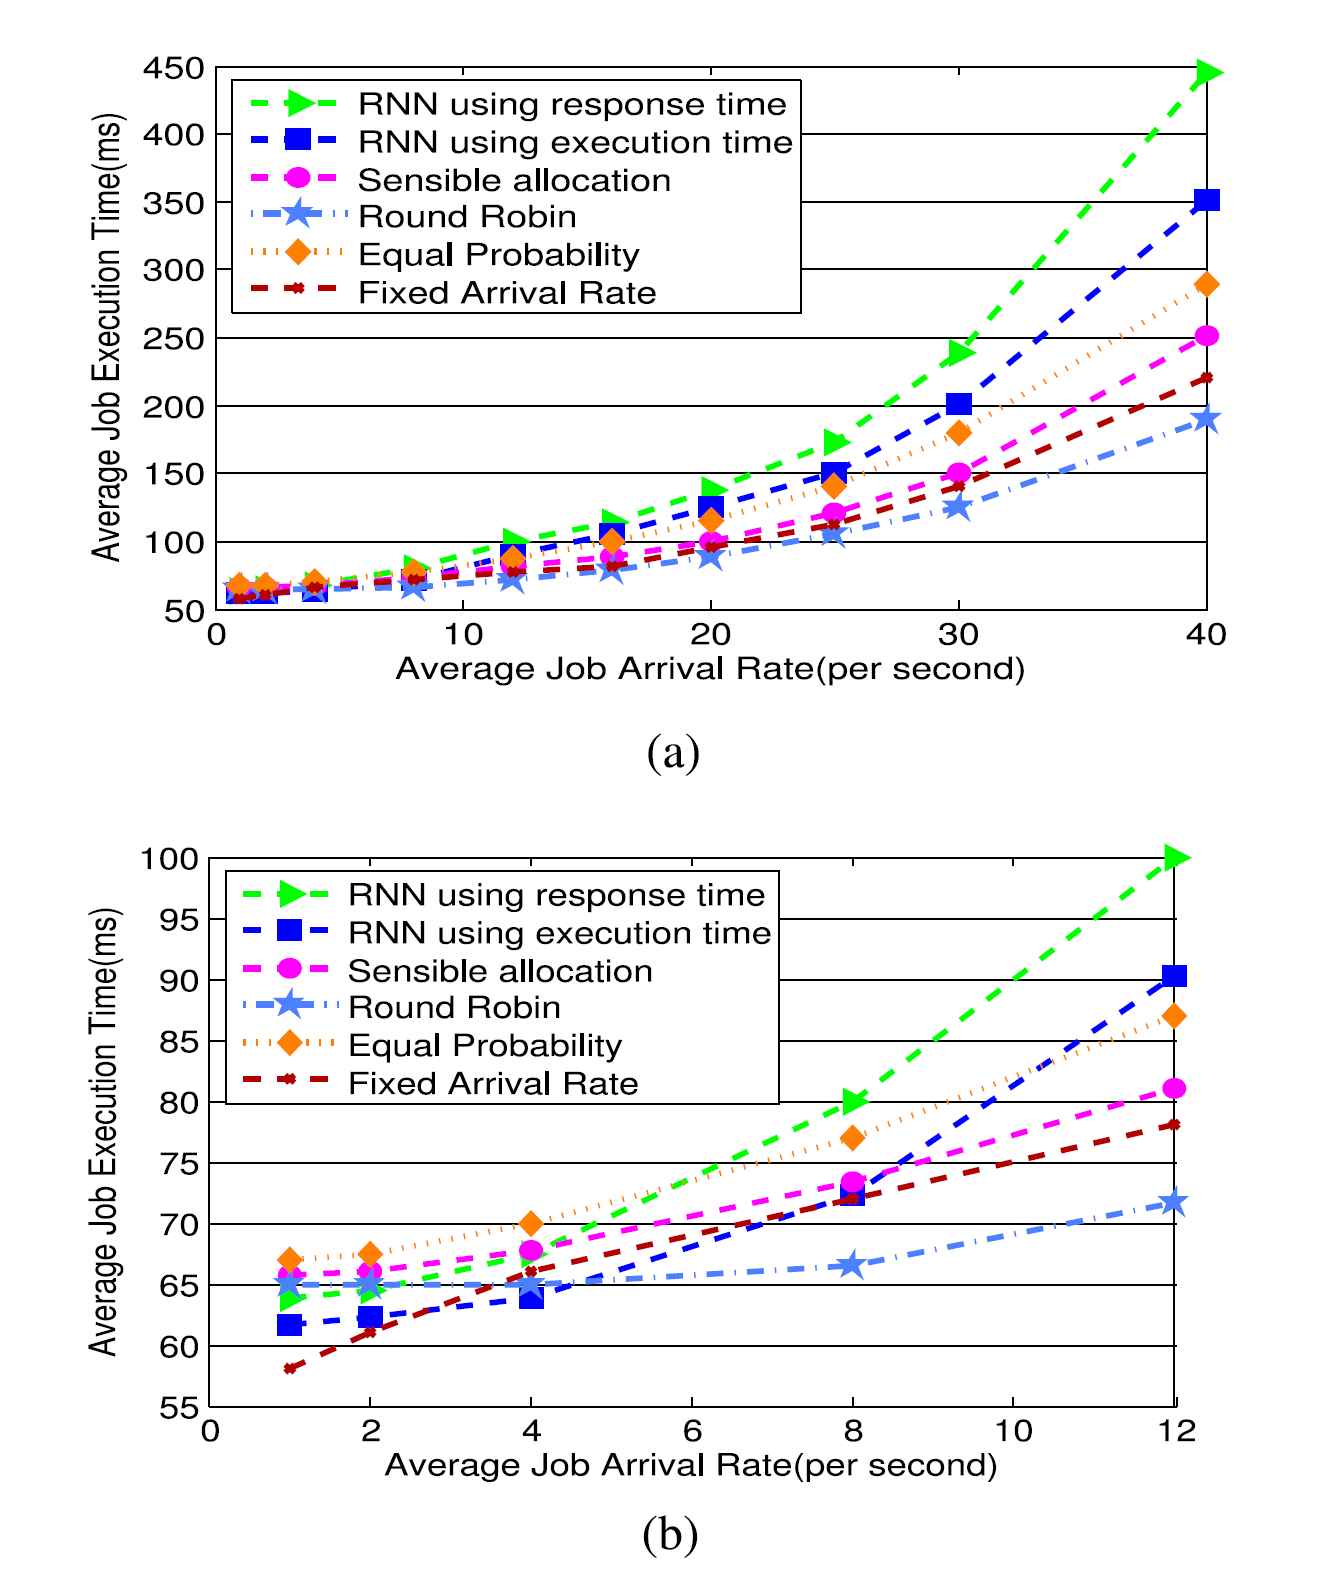 450
400
350
300
250
200
150
100
50
Average Job Execution Time(ms)
RNN using response time
RNN using execution time
Sensible allocation
Round Robin
Equal Probability
Fixed Arrival Rate
0 10 20 30 40
Average Job Arrival Rate(per second)
(a)
100
95
90
85
80
75
70
65
60
55
Average Job Execution Time(ms)
RNN using response time
RNN using execution time
Sensible allocation
Round Robin
Equal Probability
Fixed Arrival Rate
0 2 4 6 8 10 12
Average Job Arrival Rate(per second)
(b)